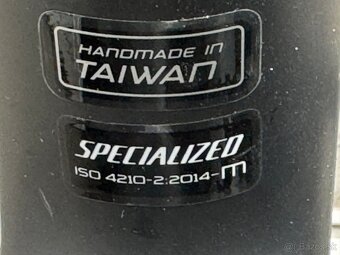 HANDMADE IN
TAIWAN
SPECIALIZED
ISO 4210-2:2014-m